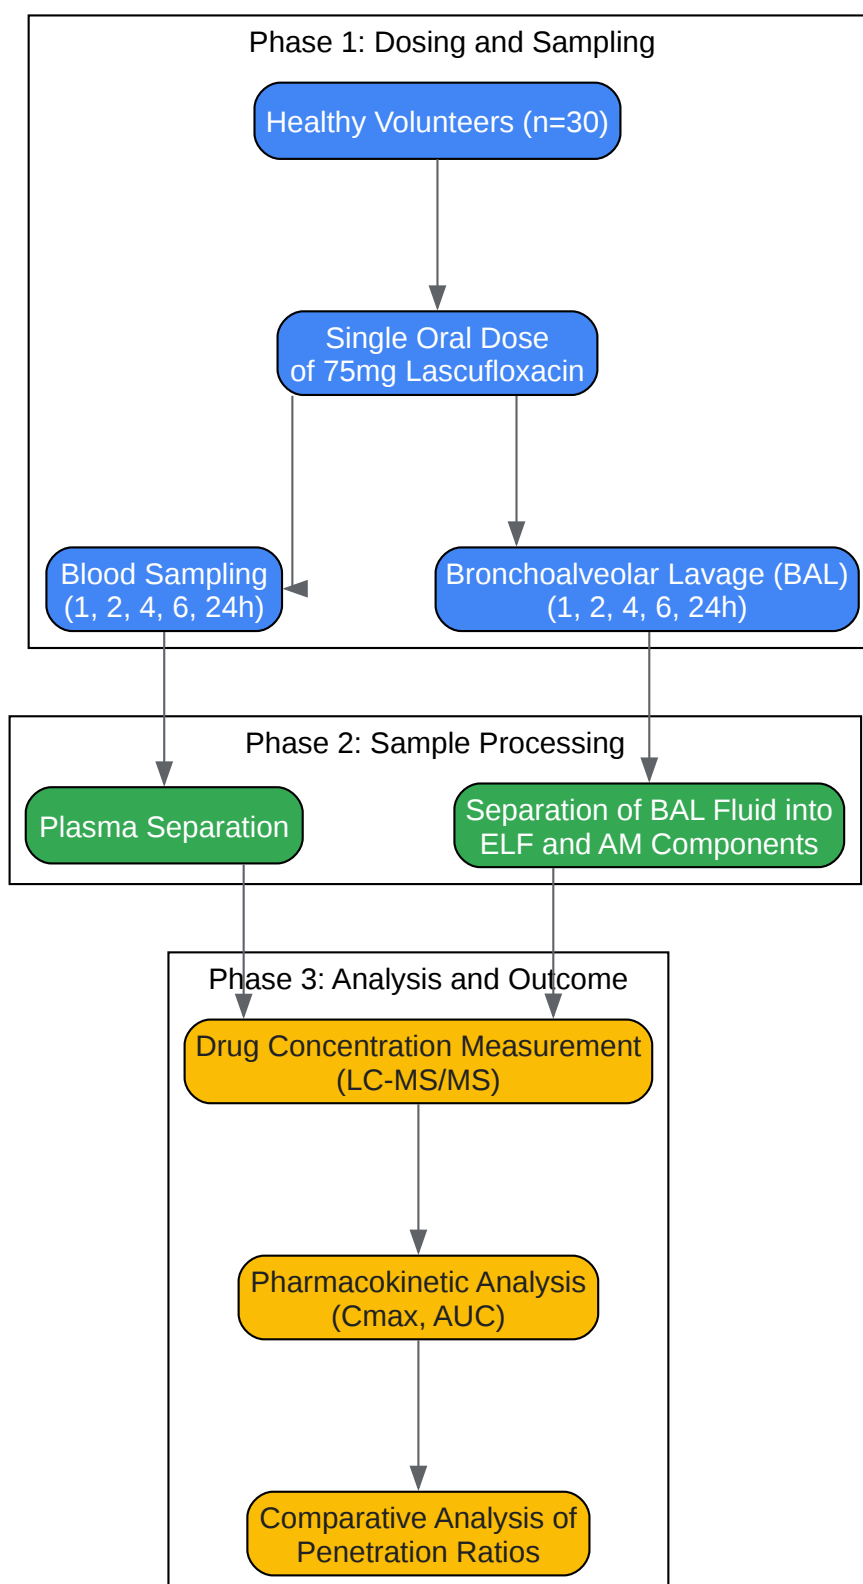 Phase 1: Dosing and Sampling
Healthy Volunteers (n=30)
Single Oral Dose
of 75mg Lascufloxacin
Blood Sampling
(1, 2, 4, 6, 24h)
Bronchoalveolar Lavage (BAL)
(1, 2, 4, 6, 24h)
Phase 2: Sample Processing
Plasma Separation
Separation of BAL Fluid into
ELF and AM Components
Phase 3: Analysis and Outcome
Drug Concentration Measurement
(LC-MS/MS)
Pharmacokinetic Analysis
(Cmax, AUC)
Comparative Analysis of
Penetration Ratios